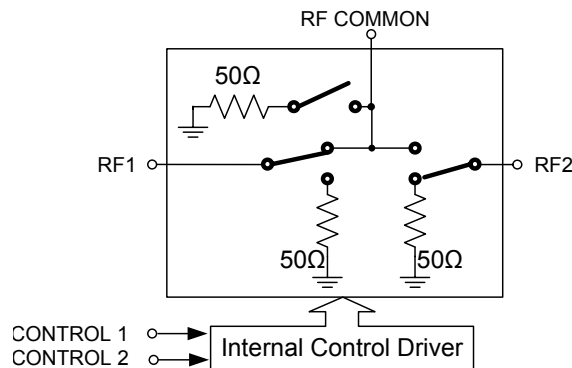 RF COMMON
50Ω
RF1
RF2
50Ω
50Ω
CONTROL 1
CONTROL 2
Internal Control Driver